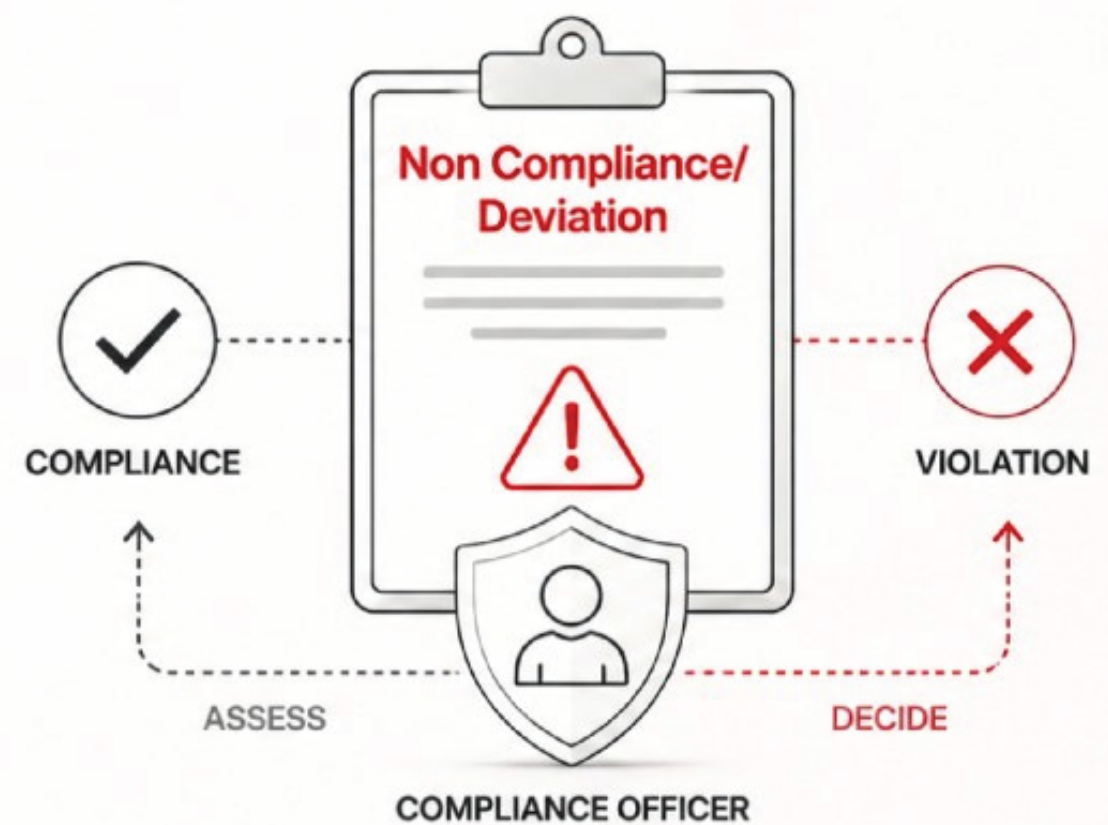 Non Compliance/
Deviation
COMPLIANCE
VIOLATION
ASSESS
DECIDE
COMPLIANCE OFFICER